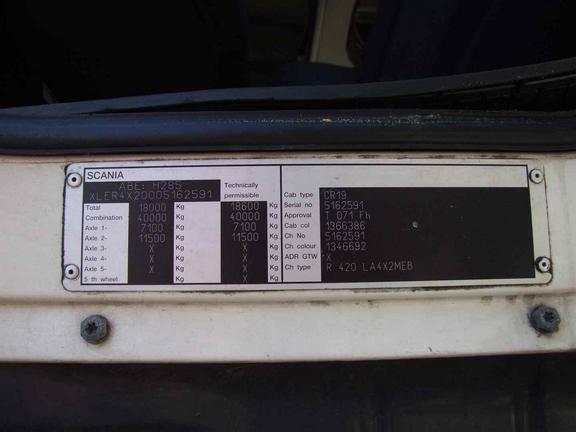 SCANIA
ABE: H285
XLER4X20005162591
Technically permissible
Total 18000 Kg 18600 Kg
Combination 40000 Kg 40000 Kg
Axle 1- 7100 Kg 7100 Kg
Axle 2- 11500 Kg 11500 Kg
Axle 3- X Kg X Kg
Axle 4- X Kg X Kg
Axle 5- X Kg X Kg
5 th wheel X Kg X Kg
Cab type CR19
Serial no 5162591
Approval T 071 Fh
Cab col 1366386
Ch No 5162591
Ch colour 1346692
ADR GTW X
Ch type R 420 LA4X2MEB